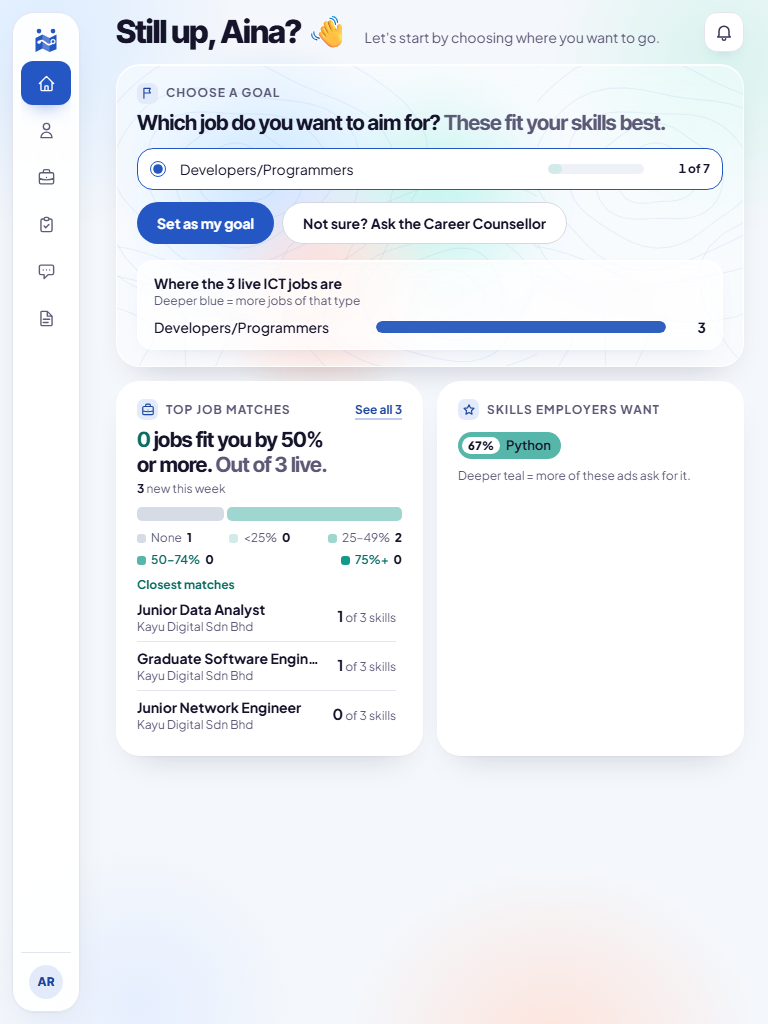 Still up, Aina? 👋 Let's start by choosing where you want to go.
CHOOSE A GOAL
Which job do you want to aim for? These fit your skills best.
Developers/Programmers 1 of 7
Set as my goal Not sure? Ask the Career Counsellor
Where the 3 live ICT jobs are
Deeper blue = more jobs of that type
Developers/Programmers 3
TOP JOB MATCHES See all 3
0 jobs fit you by 50%
or more. Out of 3 live.
3 new this week
None 1 <25% 0 25–49% 2
50–74% 0 75%+ 0
Closest matches
Junior Data Analyst
Kayu Digital Sdn Bhd
1 of 3 skills
Graduate Software Engin...
Kayu Digital Sdn Bhd
1 of 3 skills
Junior Network Engineer
Kayu Digital Sdn Bhd
0 of 3 skills
SKILLS EMPLOYERS WANT
67% Python
Deeper teal = more of these ads ask for it.
AR